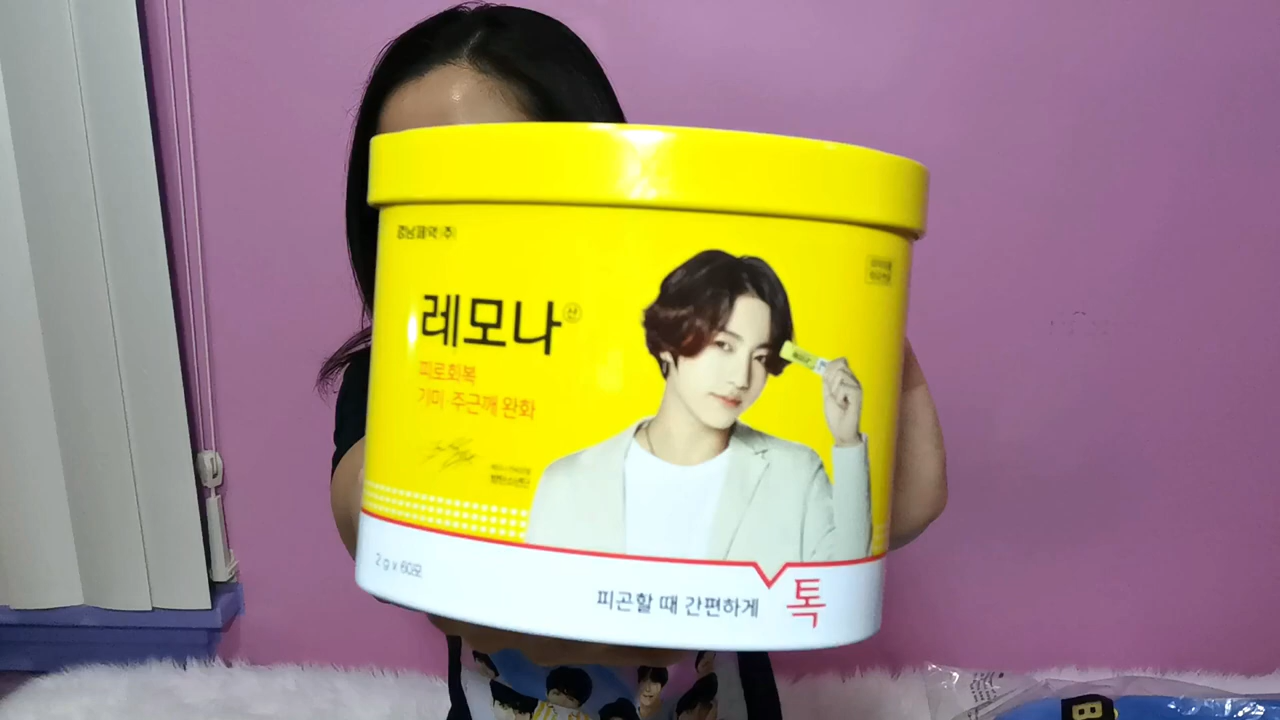 경남제약(주)
레모나산
피로회복
기미 주근깨 완화
2g x 60포
피곤할 때 간편하게
톡
B